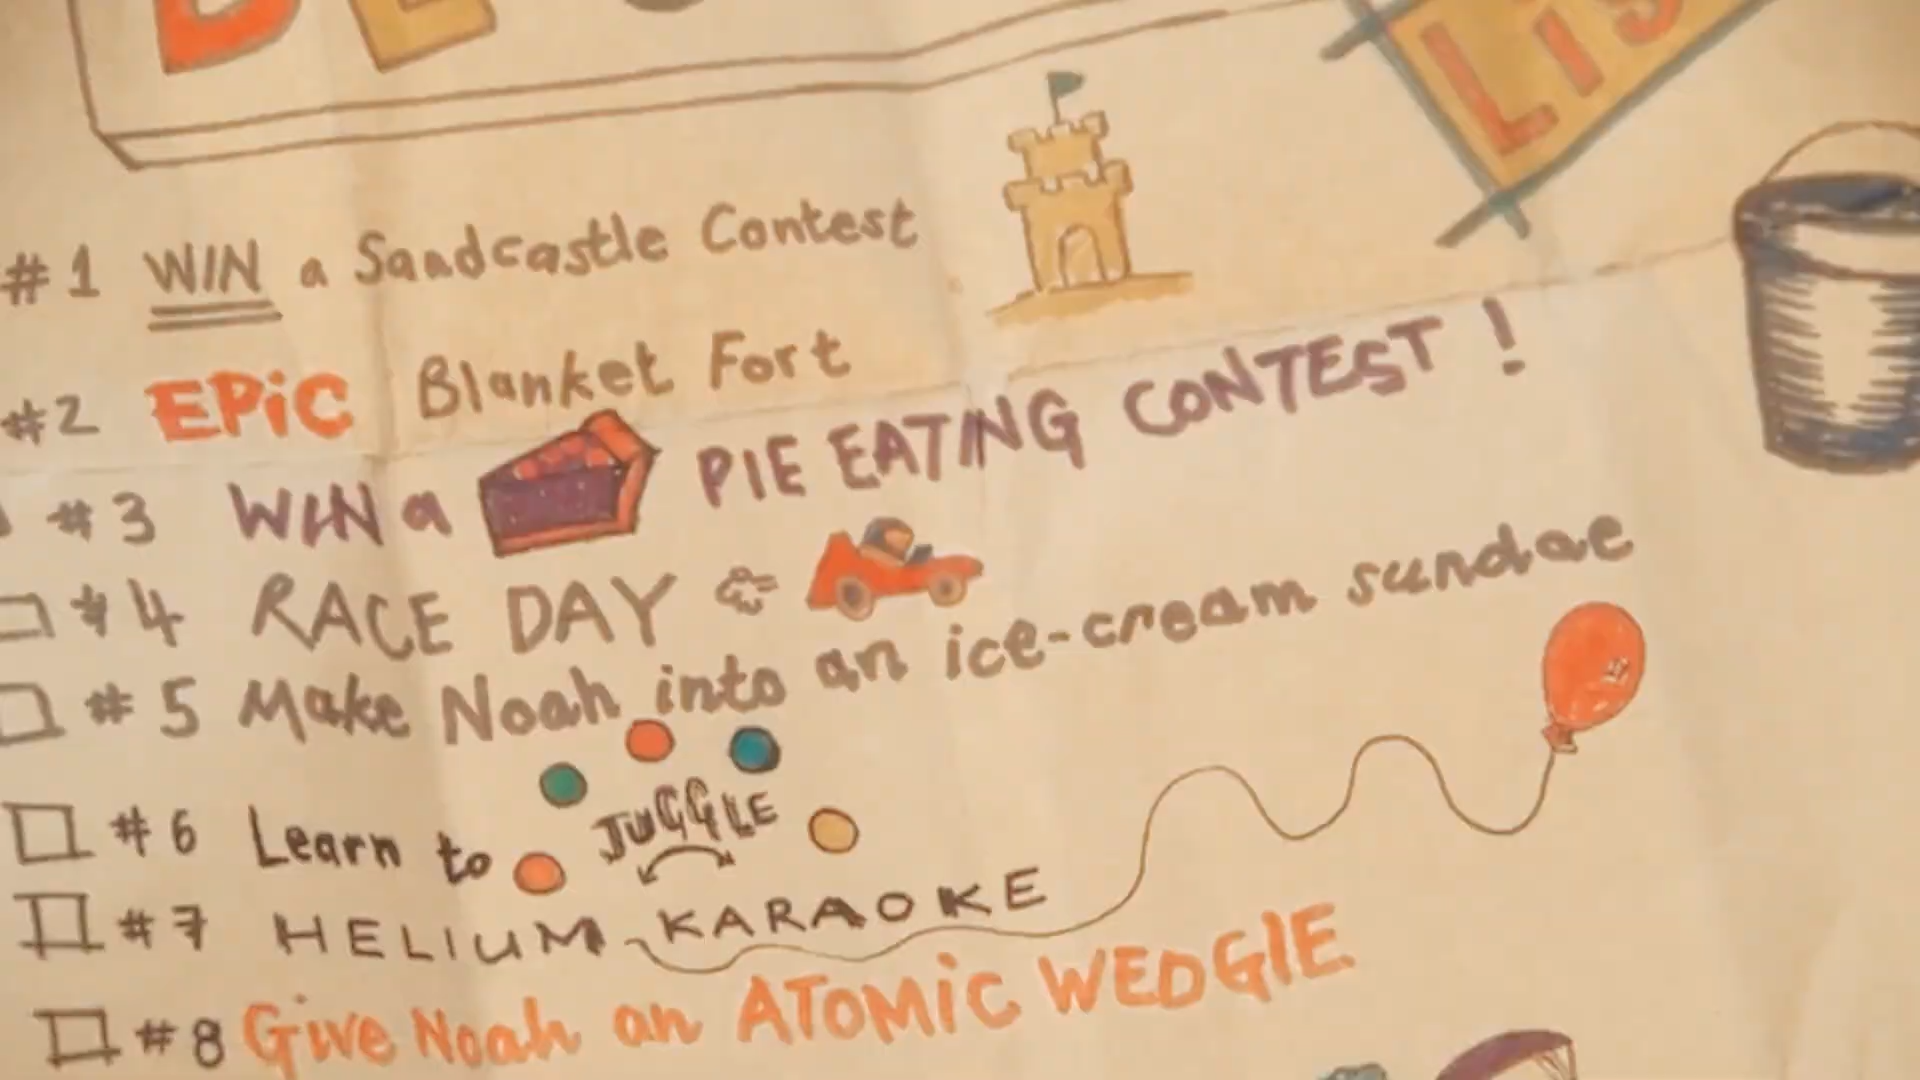 LiS
#1 WIN a Sandcastle Contest
#2 EPiC Blanket Fort
#3 WIN a PIE EATING CONTEST!
#4 RACE DAY
#5 Make Noah into an ice-cream sundae
#6 Learn to JUGGLE
#7 HELIUM KARAOKE
#8 Give Noah an ATOMiC WEDGIE